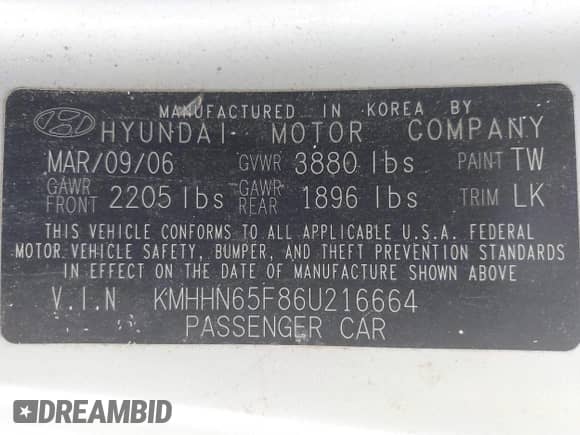 MANUFACTURED IN KOREA BY
HYUNDAI MOTOR COMPANY
MAR/09/06 GVWR 3880 lbs PAINT TW
GAWR FRONT 2205 lbs GAWR REAR 1896 lbs TRIM LK
THIS VEHICLE CONFORMS TO ALL APPLICABLE U.S.A. FEDERAL
MOTOR VEHICLE SAFETY, BUMPER, AND THEFT PREVENTION STANDARDS
IN EFFECT ON THE DATE OF MANUFACTURE SHOWN ABOVE
V.I.N KMHHN65F86U216664
PASSENGER CAR
DREAMBID